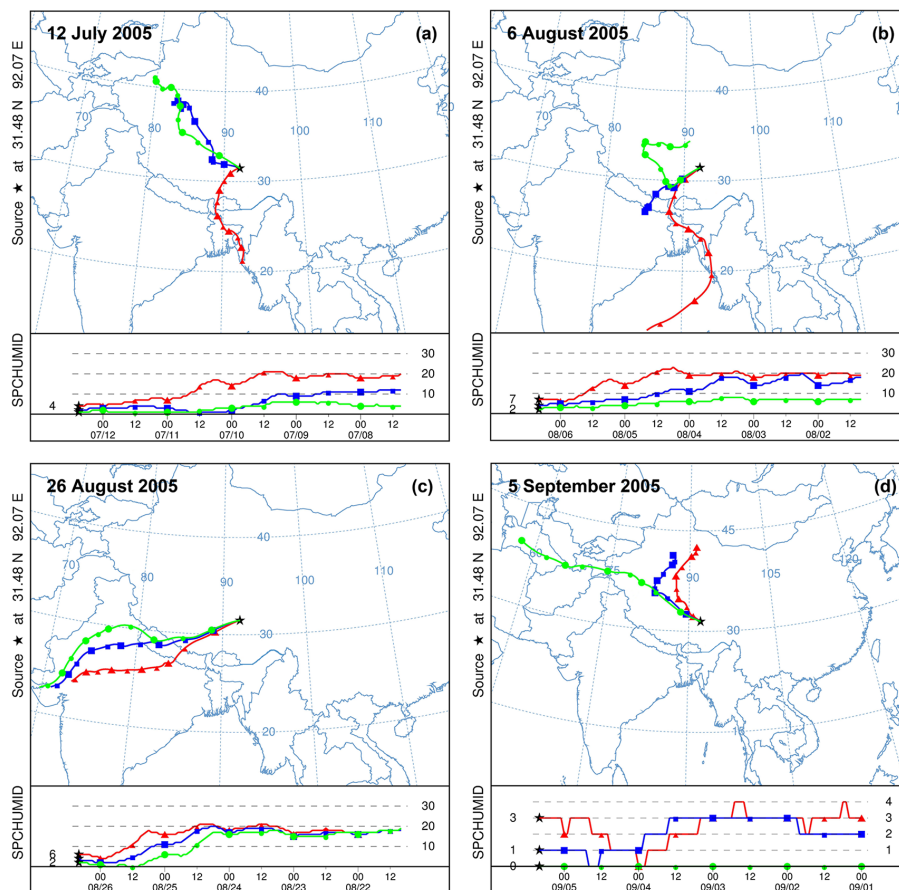 12 July 2005
(a)
Source ★ at 31.48 N 92.07 E
80
90
100
110
120
40
30
20
SPCHUMID
30
20
10
4
00 12 00 12 00 12 00 12 00 12
07/12 07/11 07/10 07/09 07/08
6 August 2005
(b)
Source ★ at 31.48 N 92.07 E
80
90
100
110
40
30
20
SPCHUMID
30
20
10
7
2
00 12 00 12 00 12 00 12 00 12
08/06 08/05 08/04 08/03 08/02
26 August 2005
(c)
Source ★ at 31.48 N 92.07 E
70
80
90
100
110
30
20
SPCHUMID
30
20
10
6
00 12 00 12 00 12 00 12 00 12
08/26 08/25 08/24 08/23 08/22
5 September 2005
(d)
Source ★ at 31.48 N 92.07 E
60
75
90
105
120
45
30
SPCHUMID
4
3
2
1
3
1
0
00 12 00 12 00 12 00 12 00
09/05 09/04 09/03 09/02 09/01